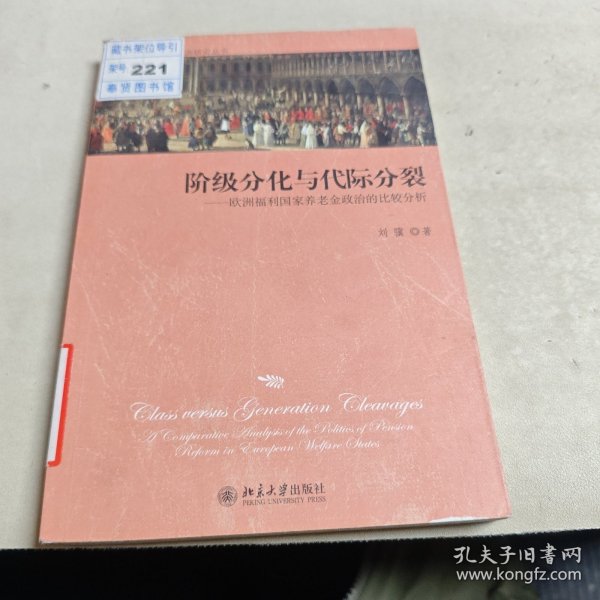 藏书架位导引
架号 221
奉贤图书馆
阶级分化与代际分裂
——欧洲福利国家养老金政治的比较分析
刘骥 ◎著
Class versus Generation Cleavages
A Comparative Analysis of the Politics of Pension
Reform in European Welfare States
北京大学出版社
PEKING UNIVERSITY PRESS
孔夫子旧书网
www.kongfz.com